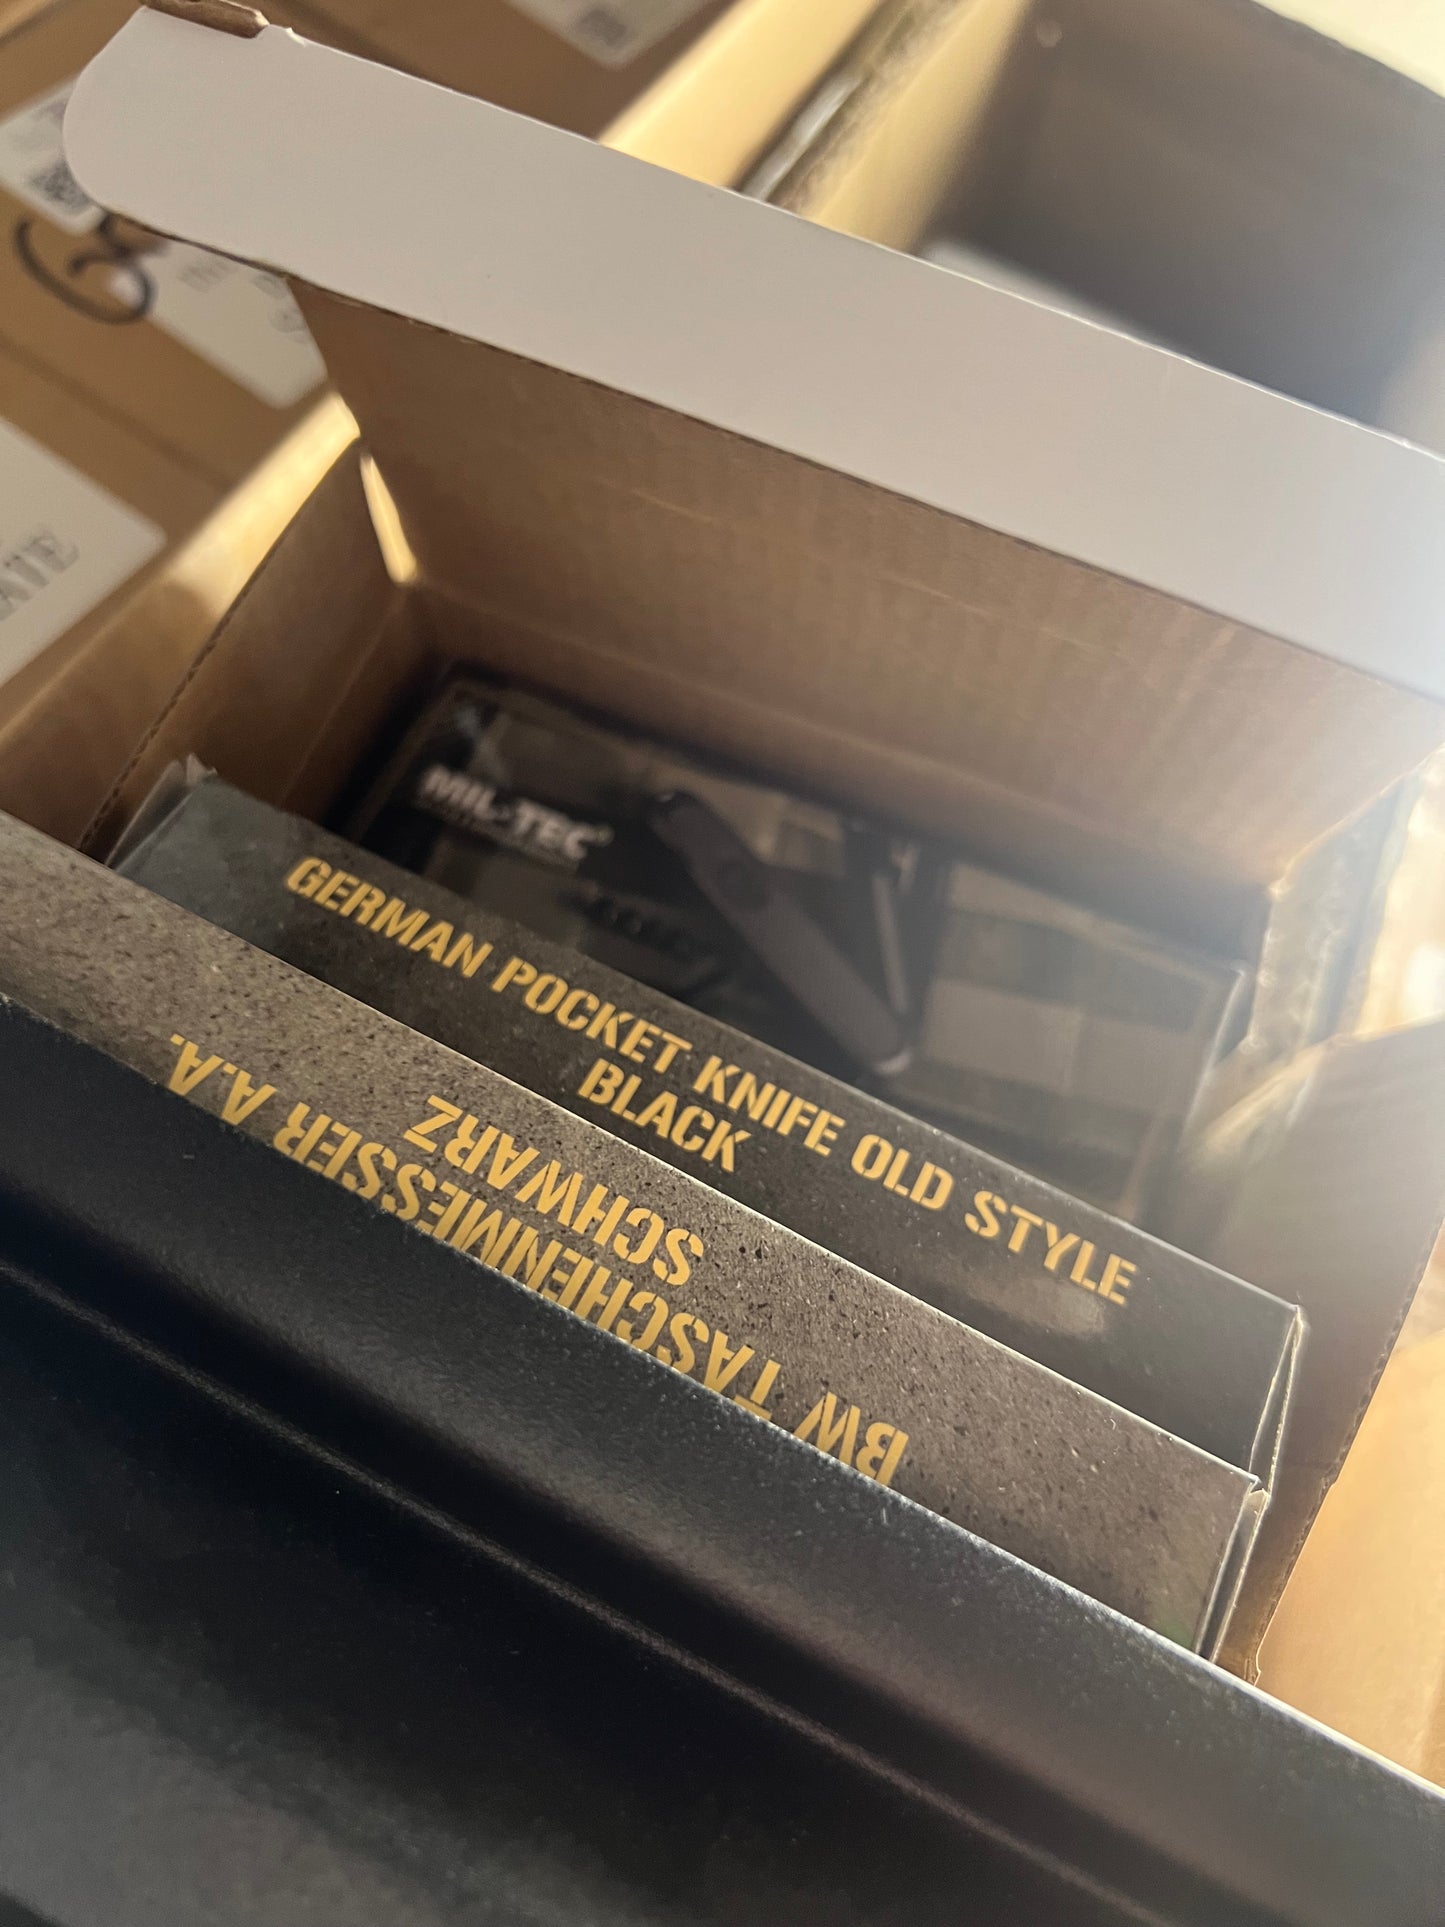 MIL-TEC®
GERMAN POCKET KNIFE OLD STYLE
BLACK
BW TASCHENMESSER A.A.
SCHWARZ